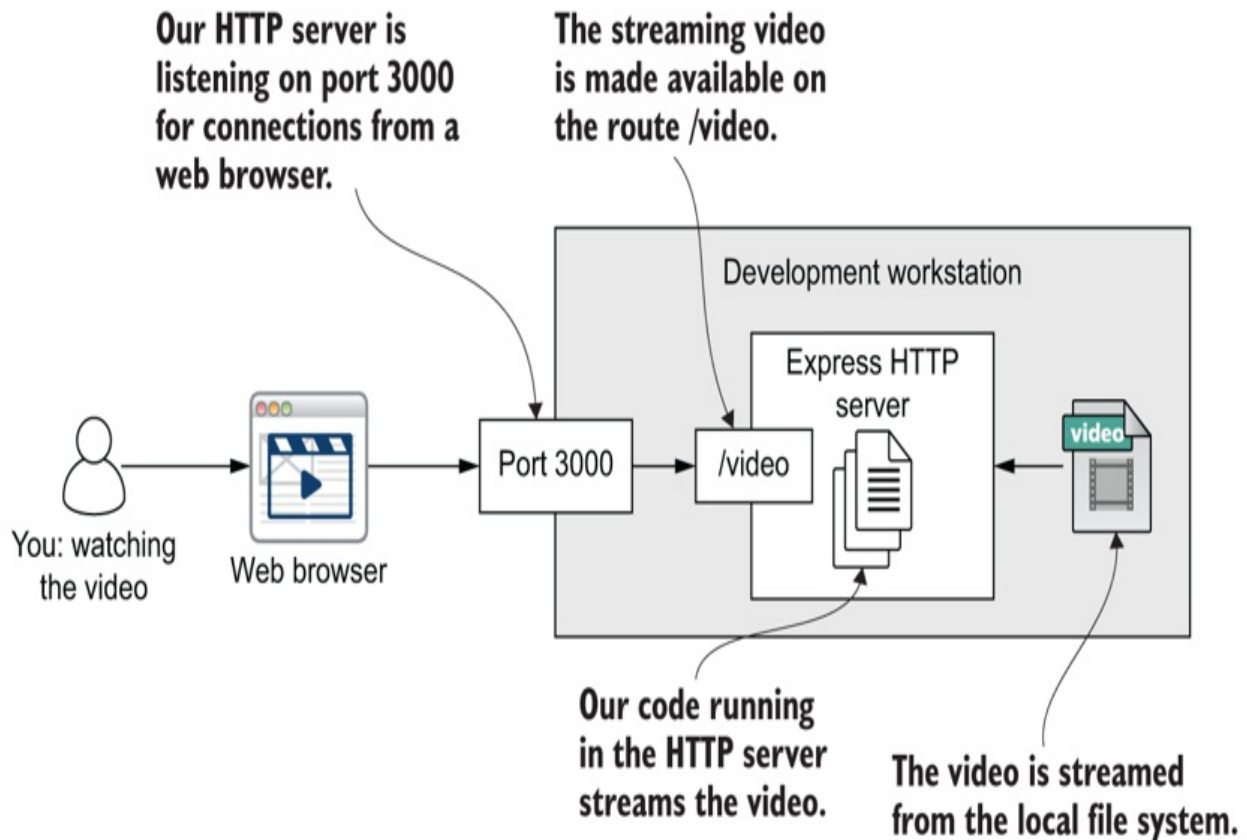 Our HTTP server is
listening on port 3000
for connections from a
web browser.
The streaming video
is made available on
the route /video.
Development workstation
Express HTTP
server
video
Port 3000
/video
You: watching
the video
Web browser
Our code running
in the HTTP server
streams the video.
The video is streamed
from the local file system.